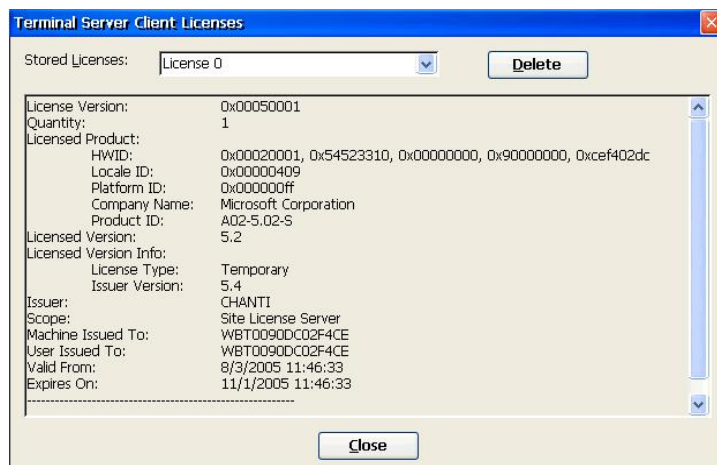 Terminal Server Client Licenses
Stored Licenses: License 0 Delete
License Version: 0x00050001
Quantity: 1
Licensed Product:
HWID: 0x00020001, 0x54523310, 0x00000000, 0x90000000, 0xcef402dc
Locale ID: 0x00000409
Platform ID: 0x000000ff
Company Name: Microsoft Corporation
Product ID: A02-5.02-S
Licensed Version: 5.2
Licensed Version Info:
License Type: Temporary
Issuer Version: 5.4
Issuer: CHANTI
Scope: Site License Server
Machine Issued To: WBT0090DC02F4CE
User Issued To: WBT0090DC02F4CE
Valid From: 8/3/2005 11:46:33
Expires On: 11/1/2005 11:46:33
----------------------------------------------------------
Close